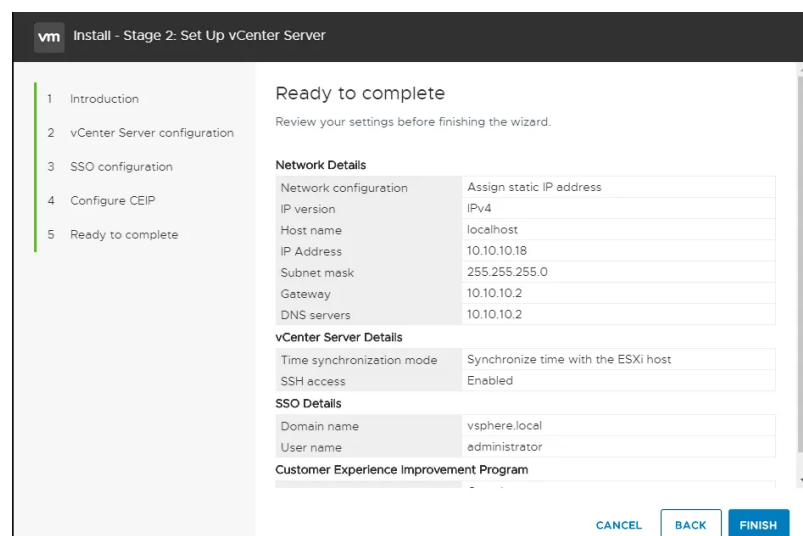 vm Install - Stage 2: Set Up vCenter Server
1 Introduction
2 vCenter Server configuration
3 SSO configuration
4 Configure CEIP
5 Ready to complete
Ready to complete
Review your settings before finishing the wizard.
Network Details
Network configuration Assign static IP address
IP version IPv4
Host name localhost
IP Address 10.10.10.18
Subnet mask 255.255.255.0
Gateway 10.10.10.2
DNS servers 10.10.10.2
vCenter Server Details
Time synchronization mode Synchronize time with the ESXi host
SSH access Enabled
SSO Details
Domain name vsphere.local
User name administrator
Customer Experience Improvement Program
CANCEL BACK FINISH